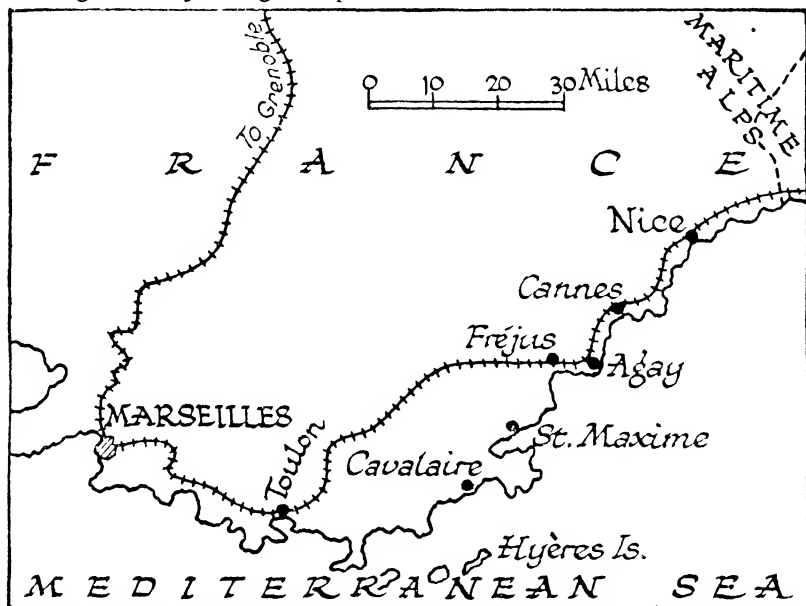 To Grenoble
0 10 20 30 Miles
MARITIME
ALPS
FRANCE
Nice
Cannes
Fréjus
Agay
MARSEILLES
Toulon
St. Maxime
Cavalaire
Hyères Is.
MEDITERRANEAN SEA